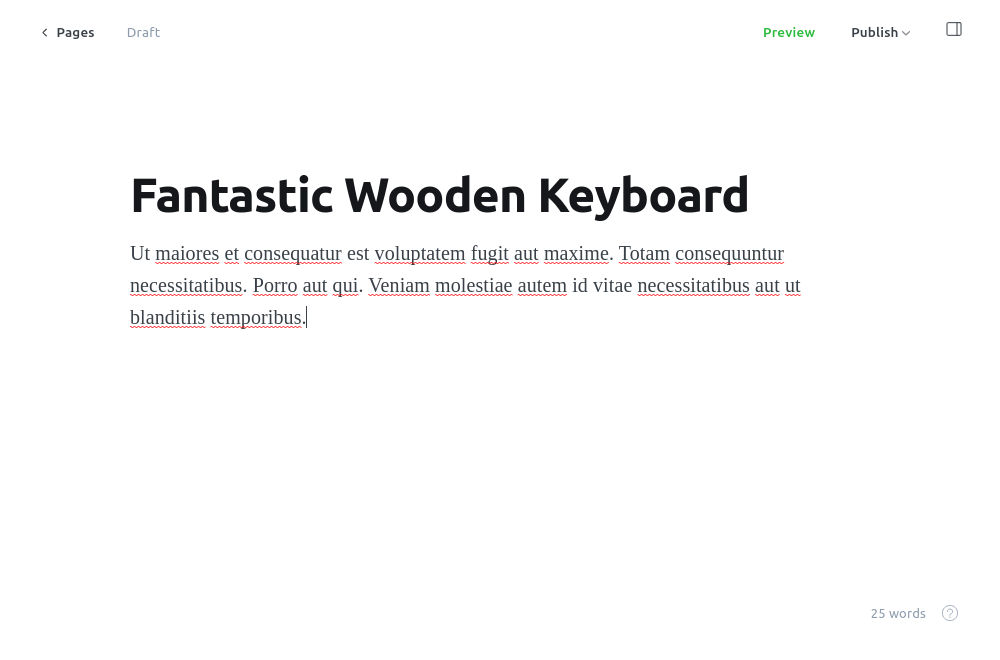 Pages
Draft
Preview
Publish
Fantastic Wooden Keyboard
Ut maiores et consequatur est voluptatem fugit aut maxime. Totam consequuntur
necessitatibus. Porro aut qui. Veniam molestiae autem id vitae necessitatibus aut ut
blanditiis temporibus.
25 words